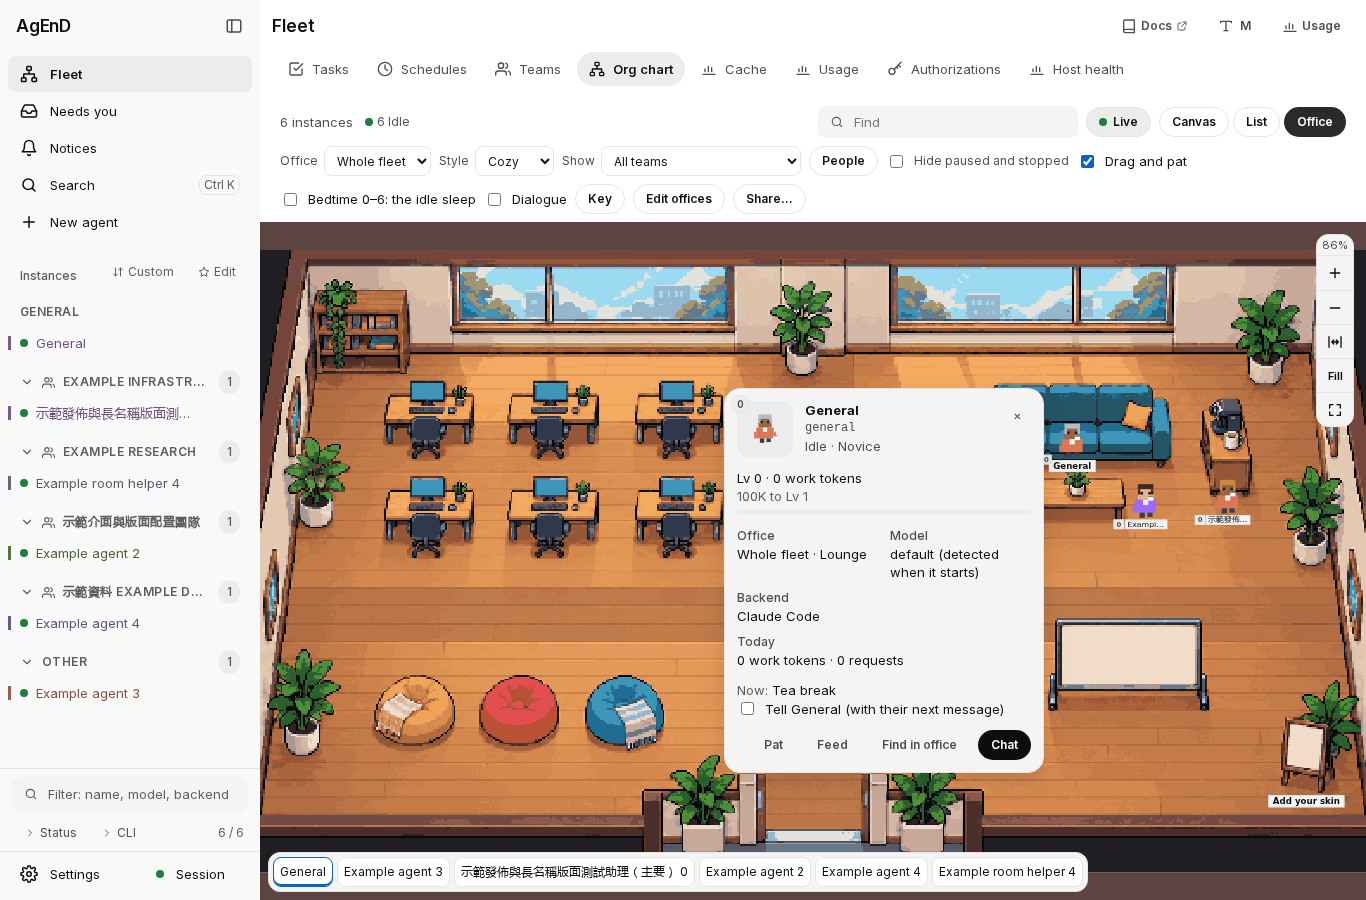 AgEnD
Fleet
Needs you
Notices
Search
Ctrl K
New agent
Instances
Custom
Edit
GENERAL
General
EXAMPLE INFRASTR…
1
示範發佈與長名稱版面測…
EXAMPLE RESEARCH
1
Example room helper 4
示範介面與版面配置團隊
1
Example agent 2
示範資料 EXAMPLE D…
1
Example agent 4
OTHER
1
Example agent 3
Filter: name, model, backend
Status
CLI
6 / 6
Settings
Session
Fleet
Docs
M
Usage
Tasks
Schedules
Teams
Org chart
Cache
Usage
Authorizations
Host health
6 instances
6 Idle
Find
Live
Canvas
List
Office
Office
Whole fleet
Style
Cozy
Show
All teams
People
Hide paused and stopped
Drag and pat
Bedtime 0–6: the idle sleep
Dialogue
Key
Edit offices
Share…
86%
Fill
0
General
general
Idle · Novice
×
Lv 0 · 0 work tokens
100K to Lv 1
Office
Whole fleet · Lounge
Model
default (detected
when it starts)
Backend
Claude Code
Today
0 work tokens · 0 requests
Now: Tea break
Tell General (with their next message)
Pat
Feed
Find in office
Chat
0
General
0 Exampl…
0 示範發佈…
Add your skin
General
Example agent 3
示範發佈與長名稱版面測試助理（主要）0
Example agent 2
Example agent 4
Example room helper 4